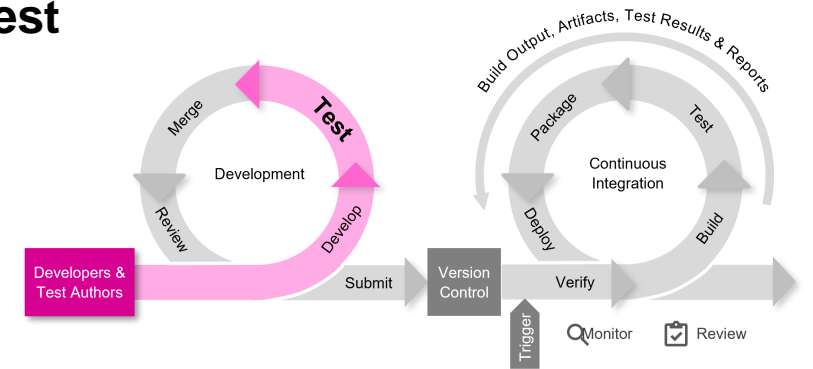 est
Build Output, Artifacts, Test Results & Reports
Merge
Test
Development
Review
Develop
Developers &
Test Authors
Submit
Version
Control
Package
Test
Continuous
Integration
Deploy
Build
Verify
Trigger
Monitor
Review